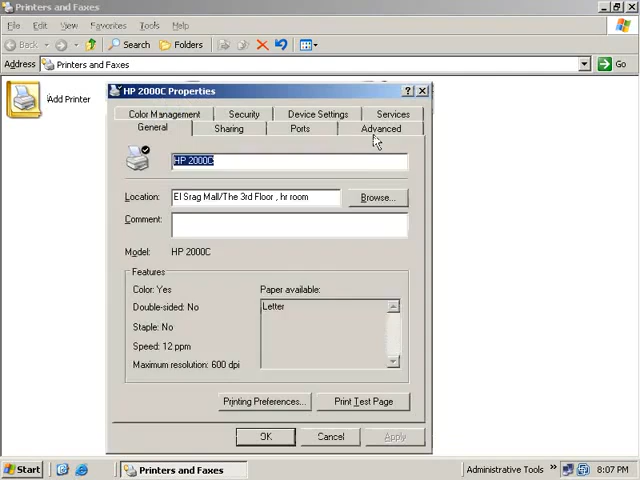 Printers and Faxes
File Edit View Favorites Tools Help
Back Search Folders
Address Printers and Faxes Go
Add Printer
HP 2000C Properties
Color Management Security Device Settings Services
General Sharing Ports Advanced
HP 2000C
Location: El Srag Mall/The 3rd Floor , hr room Browse...
Comment:
Model: HP 2000C
Features
Color: Yes Paper available:
Double-sided: No Letter
Staple: No
Speed: 12 ppm
Maximum resolution: 600 dpi
Printing Preferences... Print Test Page
OK Cancel Apply
Start Printers and Faxes Administrative Tools » 8:07 PM